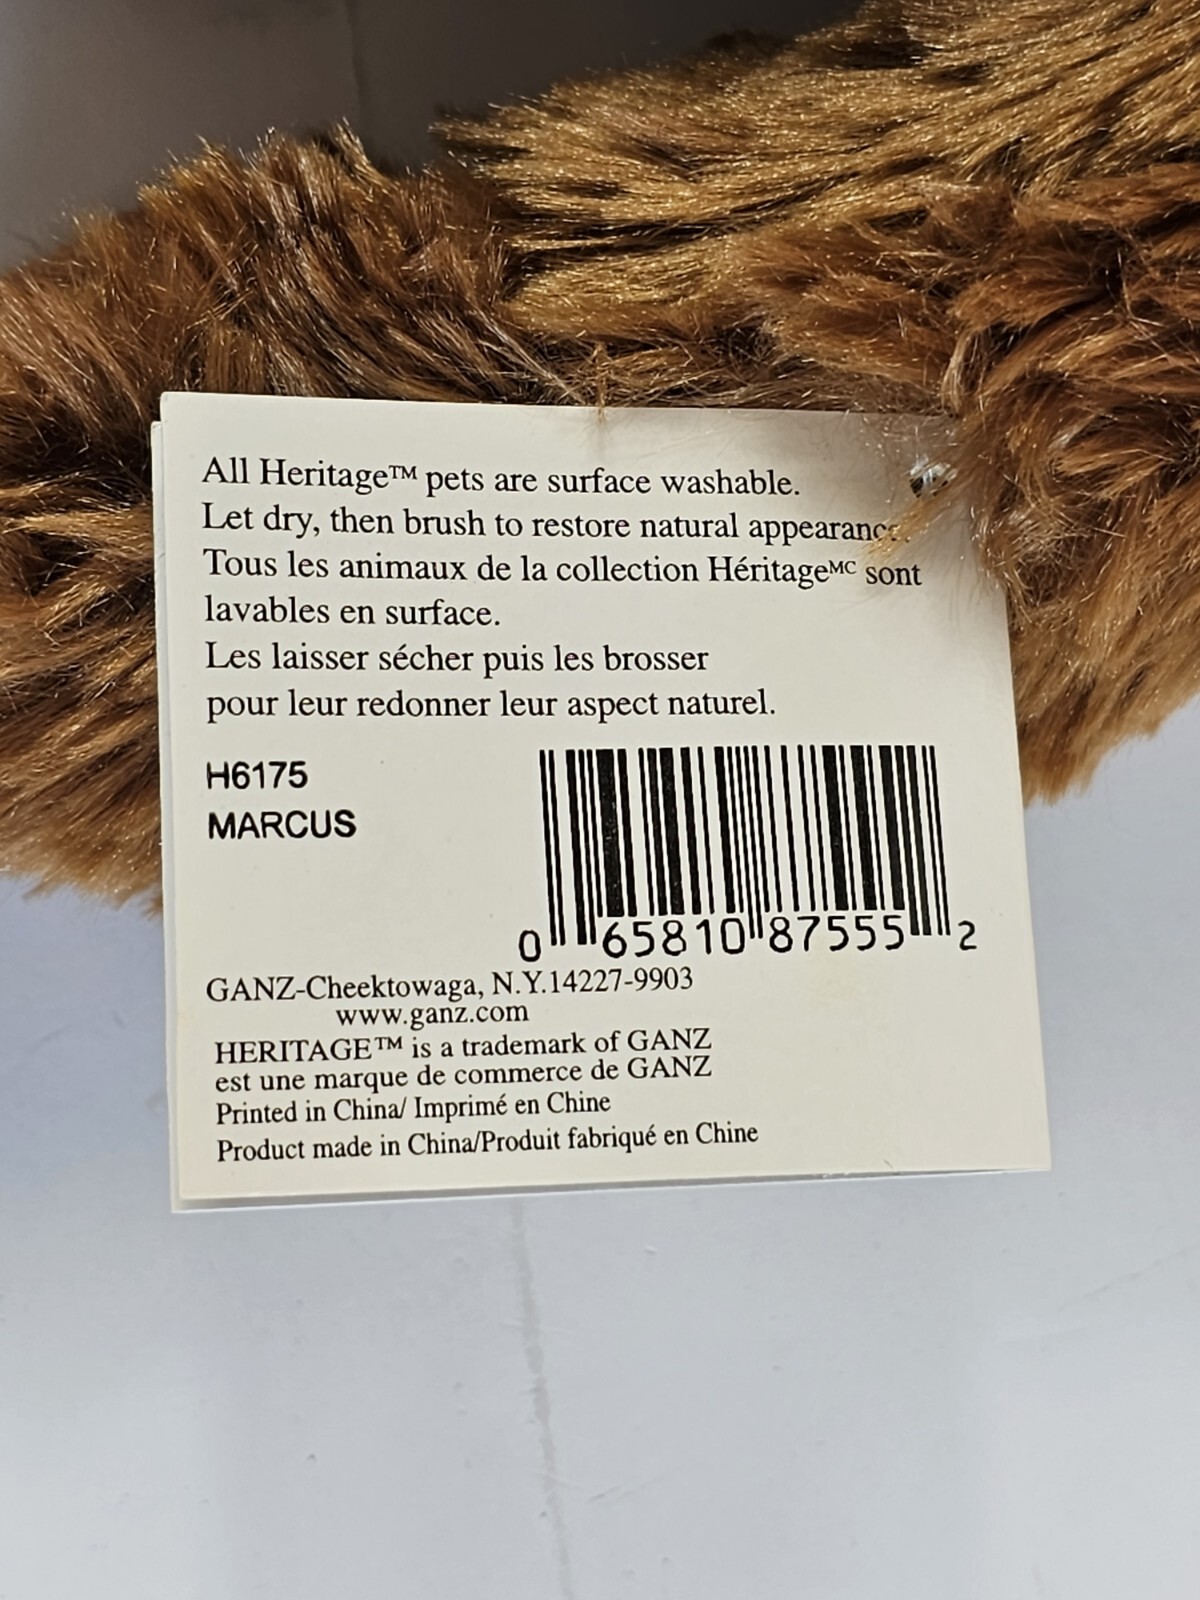 All Heritage™ pets are surface washable.
Let dry, then brush to restore natural appearance.
Tous les animaux de la collection Héritageᴹᶜ sont
lavables en surface.
Les laisser sécher puis les brosser
pour leur redonner leur aspect naturel.
H6175
MARCUS
0 65810 87555 2
GANZ-Cheektowaga, N.Y.14227-9903
www.ganz.com
HERITAGE™ is a trademark of GANZ
est une marque de commerce de GANZ
Printed in China/ Imprimé en Chine
Product made in China/Produit fabriqué en Chine